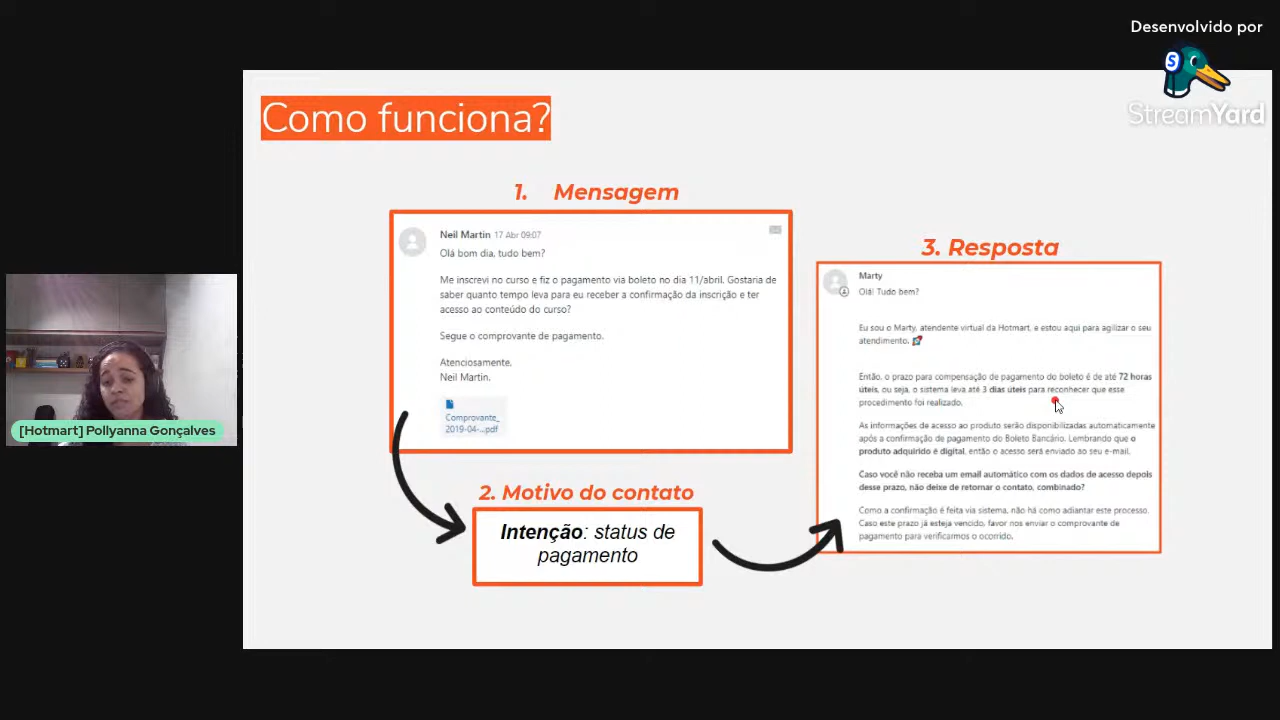 Desenvolvido por
S
StreamYard
Como funciona?
1. Mensagem
Neil Martin 17 Abr 09:07
Olá bom dia, tudo bem?
Me inscrevi no curso e fiz o pagamento via boleto no dia 11/abril. Gostaria de
saber quanto tempo leva para eu receber a confirmação da inscrição e ter
acesso ao conteúdo do curso?
Segue o comprovante de pagamento.
Atenciosamente.
Neil Martin.
Comprovante_
2019-04-...pdf
2. Motivo do contato
Intenção: status de
pagamento
3. Resposta
Marty
Olá! Tudo bem?
Eu sou o Marty, atendente virtual da Hotmart, e estou aqui para agilizar o seu
atendimento.
Então, o prazo para compensação de pagamento do boleto é de até 72 horas
úteis, ou seja, o sistema leva até 3 dias úteis para reconhecer que esse
procedimento foi realizado.
As informações de acesso ao produto serão disponibilizadas automaticamente
após a confirmação de pagamento do Boleto Bancário. Lembrando que o
produto adquirido é digital, então o acesso será enviado ao seu e-mail.
Caso você não receba um email automático com os dados de acesso depois
desse prazo, não deixe de retornar o contato, combinado?
Como a confirmação é feita via sistema, não há como adiantar este processo.
Caso este prazo já esteja vencido, favor nos enviar o comprovante de
pagamento para verificarmos o ocorrido.
[Hotmart] Pollyanna Gonçalves